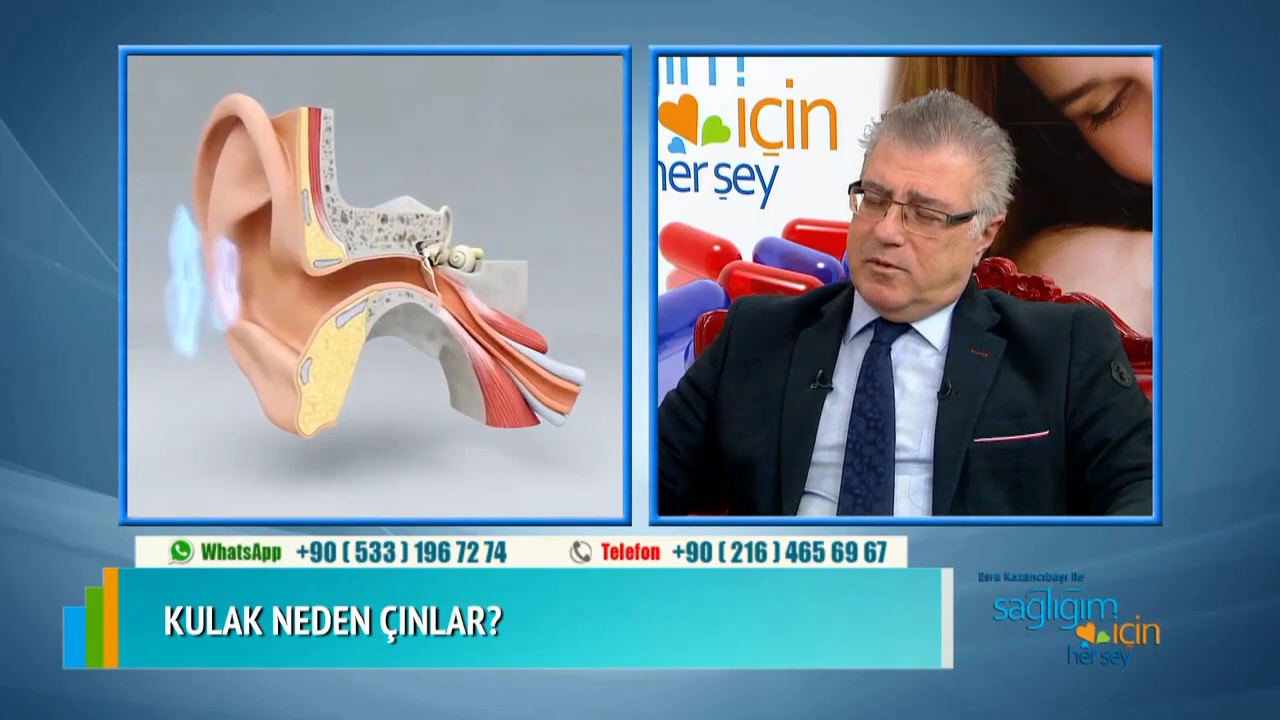 için
her şey
WhatsApp +90 ( 533 ) 196 72 74
Telefon +90 ( 216 ) 465 69 67
KULAK NEDEN ÇINLAR?
Esra Kazancıbaşı ile
sağlığım
için
her şey